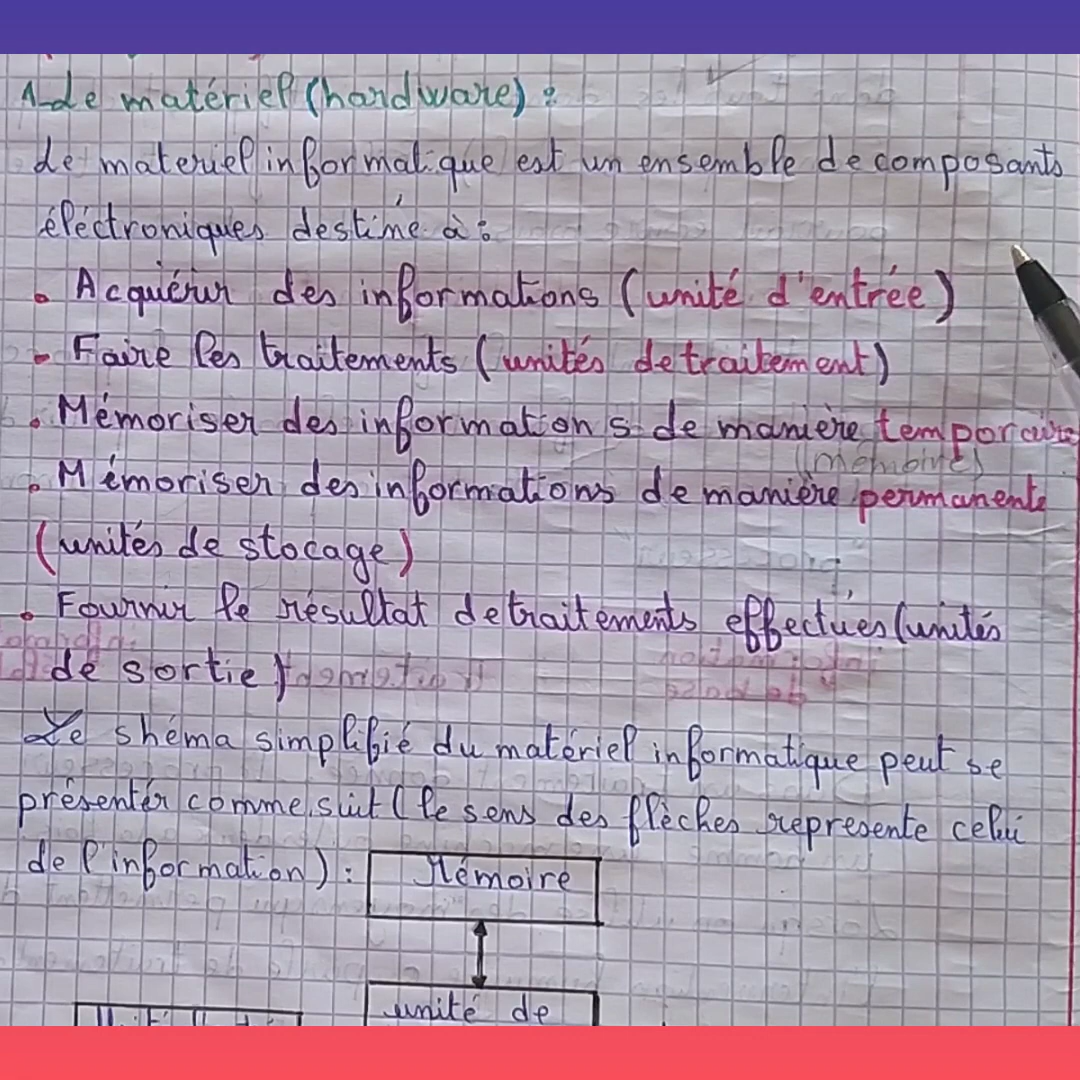 1-Le matériel (hardware) :
Le materiel informatique est un ensemble de composants
éléctroniques destiné à :
• Acquérir des informations (unité d'entrée)
• Faire les traitements (unités de traitement)
• Mémoriser des informations de manière temporaire
(mémoire)
• Mémoriser des informations de manière permanente
(unités de stocage)
• Fournir le résultat de traitements effectués (unités
de sortie)
Le shéma simplifié du matériel informatique peut se
présentér comme suit (le sens des flèches represente celui
de l'information) :
Mémoire
unité de